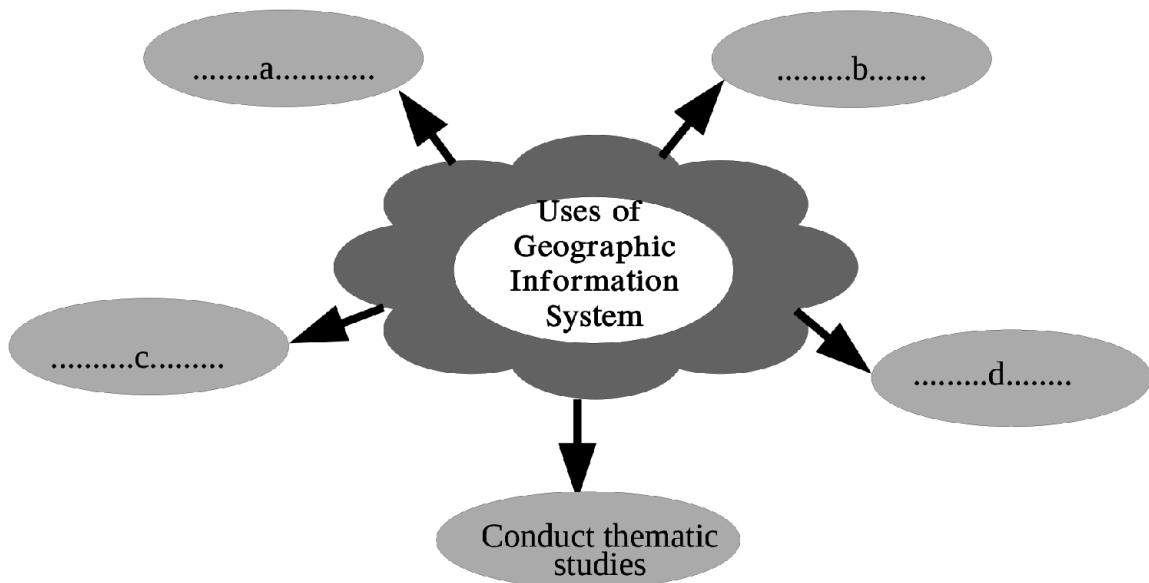 ........a............
.........b.......
Uses of
Geographic
Information
System
..........c.........
.........d........
Conduct thematic
studies